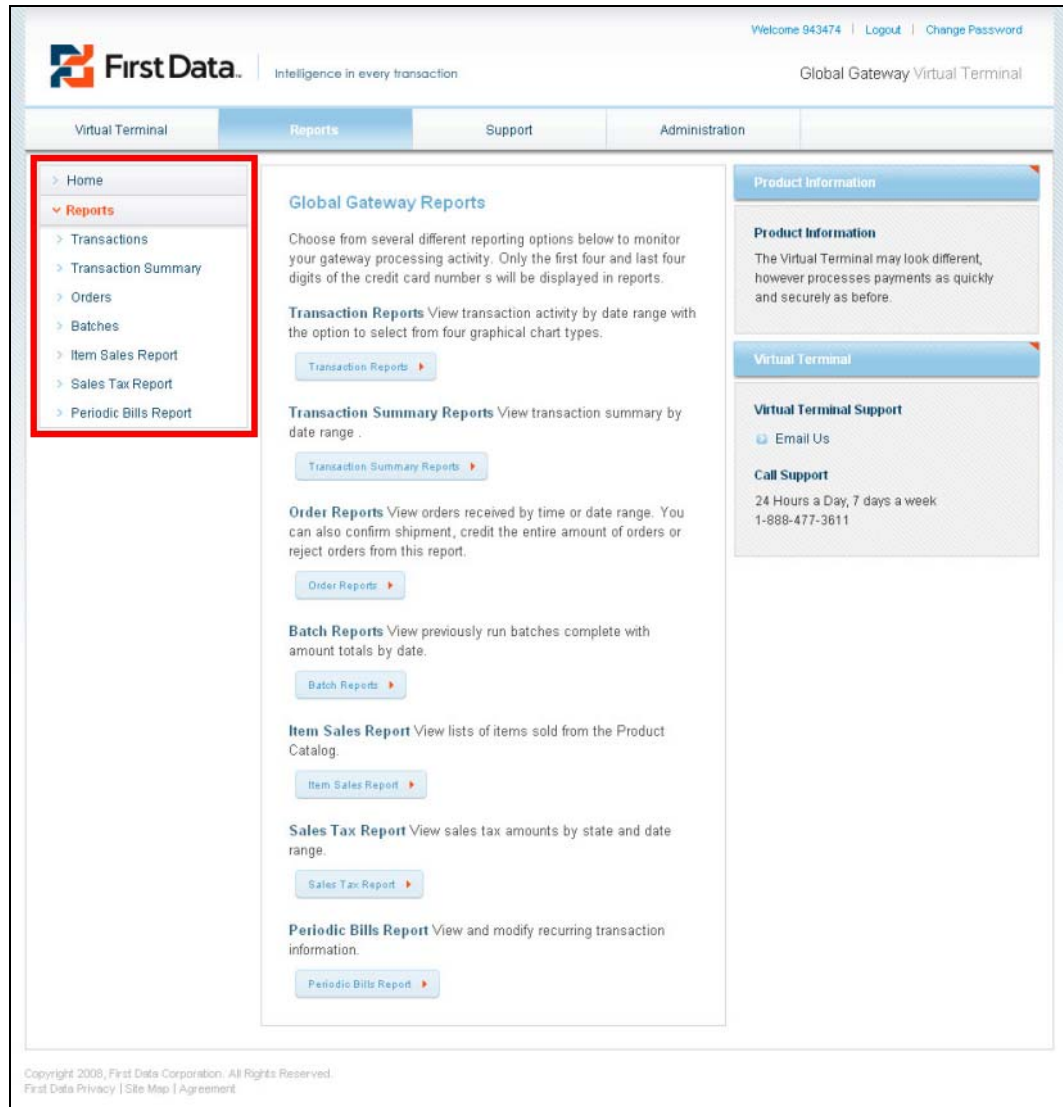 Welcome 943474 | Logout | Change Password
First Data. Intelligence in every transaction
Global Gateway Virtual Terminal
Virtual Terminal
Reports
Support
Administration
Home
Reports
Transactions
Transaction Summary
Orders
Batches
Item Sales Report
Sales Tax Report
Periodic Bills Report
Global Gateway Reports
Choose from several different reporting options below to monitor
your gateway processing activity. Only the first four and last four
digits of the credit card number s will be displayed in reports.
Transaction Reports View transaction activity by date range with
the option to select from four graphical chart types.
Transaction Reports
Transaction Summary Reports View transaction summary by
date range .
Transaction Summary Reports
Order Reports View orders received by time or date range. You
can also confirm shipment, credit the entire amount of orders or
reject orders from this report.
Order Reports
Batch Reports View previously run batches complete with
amount totals by date.
Batch Reports
Item Sales Report View lists of items sold from the Product
Catalog.
Item Sales Report
Sales Tax Report View sales tax amounts by state and date
range.
Sales Tax Report
Periodic Bills Report View and modify recurring transaction
information.
Periodic Bills Report
Product Information
Product Information
The Virtual Terminal may look different,
however processes payments as quickly
and securely as before.
Virtual Terminal
Virtual Terminal Support
Email Us
Call Support
24 Hours a Day, 7 days a week
1-888-477-3611
Copyright 2008, First Data Corporation. All Rights Reserved.
First Data Privacy | Site Map | Agreement